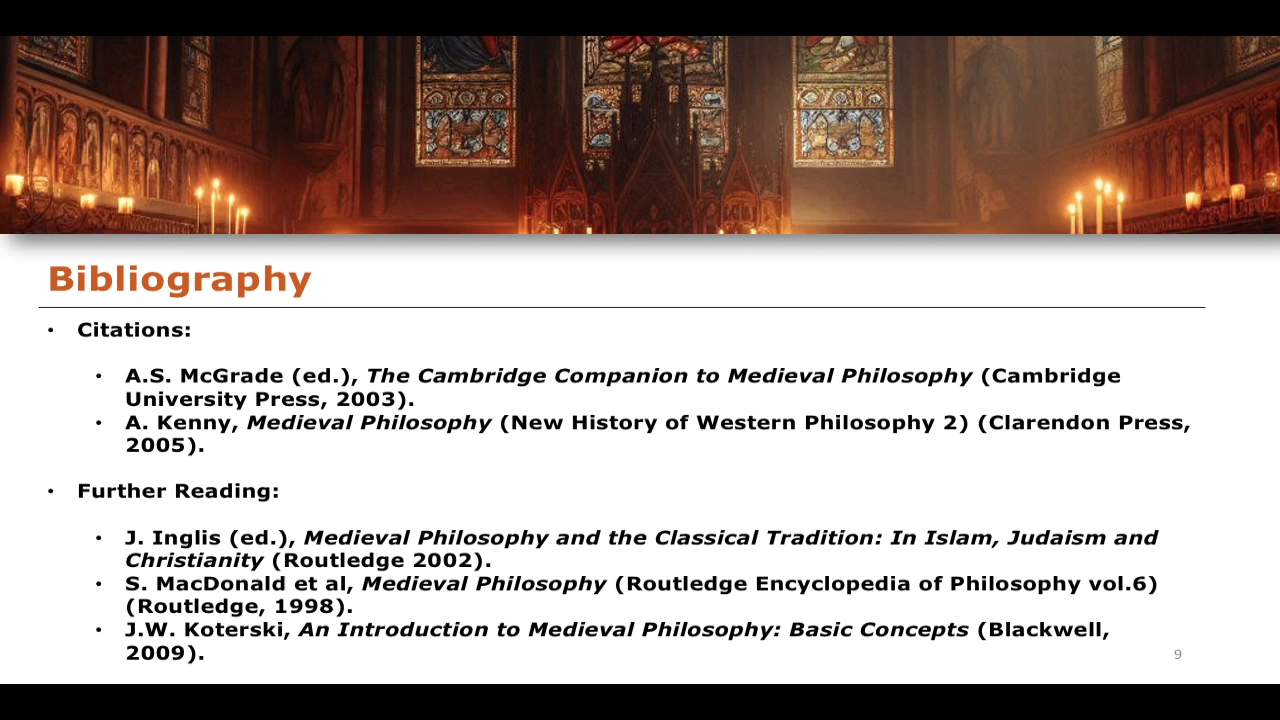 Bibliography
• Citations:
• A.S. McGrade (ed.), The Cambridge Companion to Medieval Philosophy (Cambridge
University Press, 2003).
• A. Kenny, Medieval Philosophy (New History of Western Philosophy 2) (Clarendon Press,
2005).
• Further Reading:
• J. Inglis (ed.), Medieval Philosophy and the Classical Tradition: In Islam, Judaism and
Christianity (Routledge 2002).
• S. MacDonald et al, Medieval Philosophy (Routledge Encyclopedia of Philosophy vol.6)
(Routledge, 1998).
• J.W. Koterski, An Introduction to Medieval Philosophy: Basic Concepts (Blackwell,
2009).
9